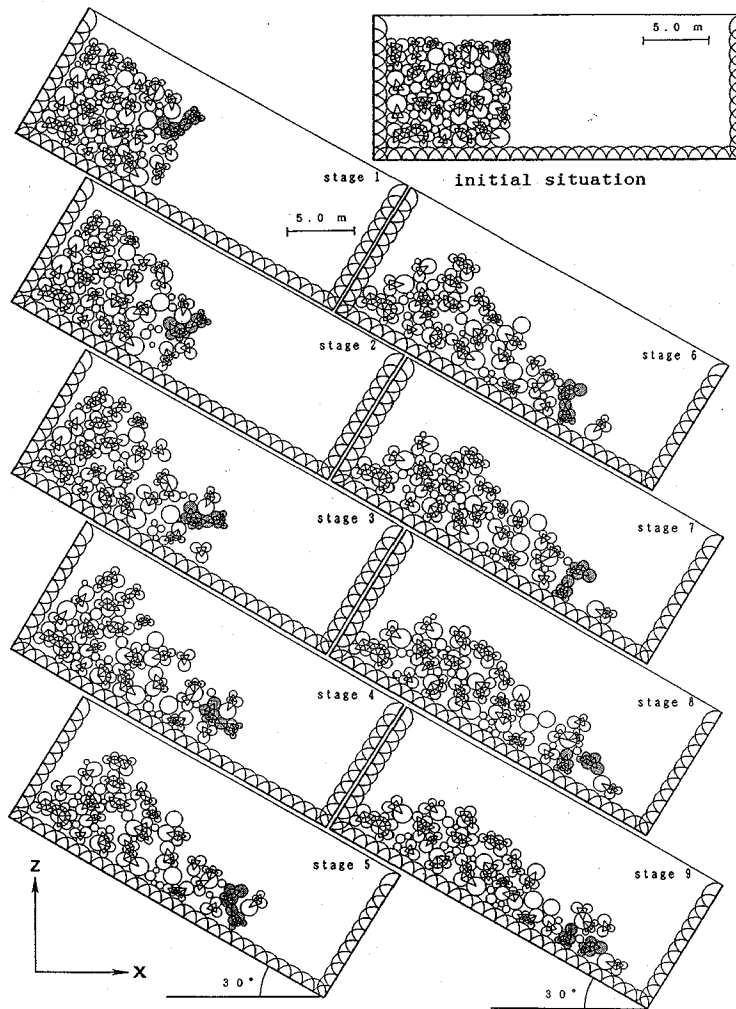 5.0 m
initial situation
stage 1
5.0 m
stage 2
stage 6
stage 3
stage 7
stage 4
stage 8
stage 5
stage 9
Z
X
30°
30°